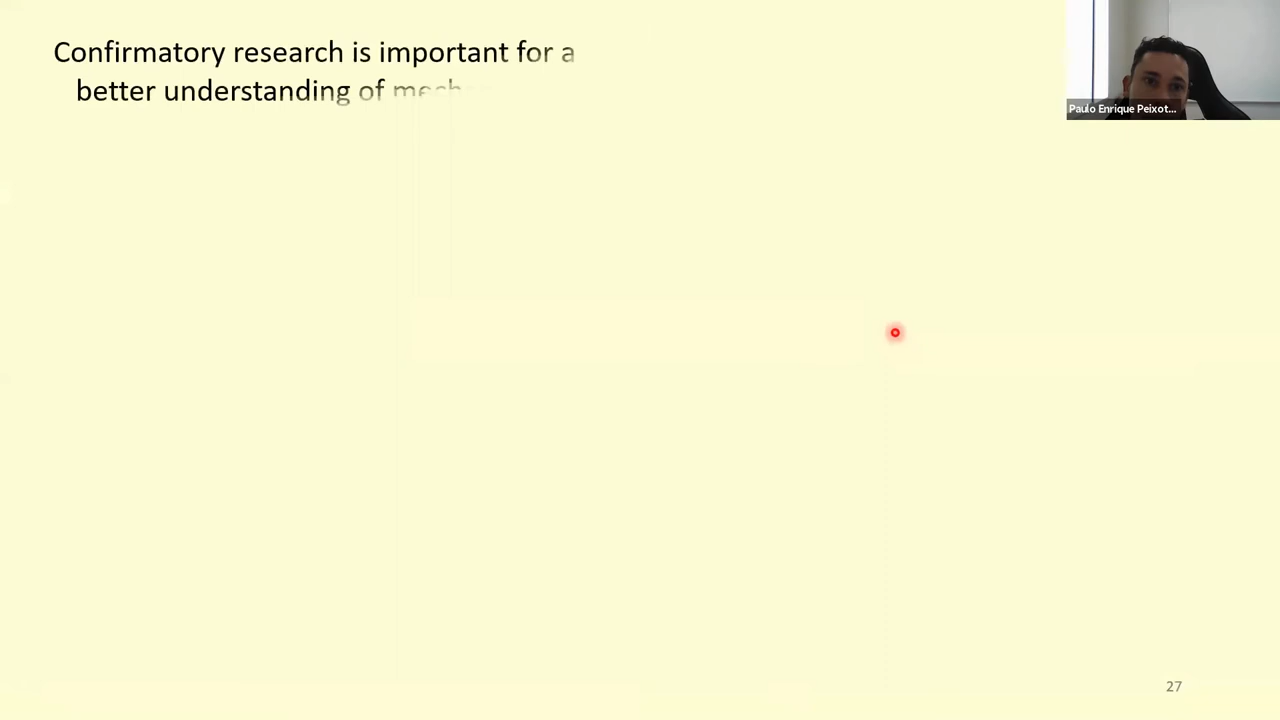 Confirmatory research is important for a
better understanding of
Paulo Enrique Peixot...
27